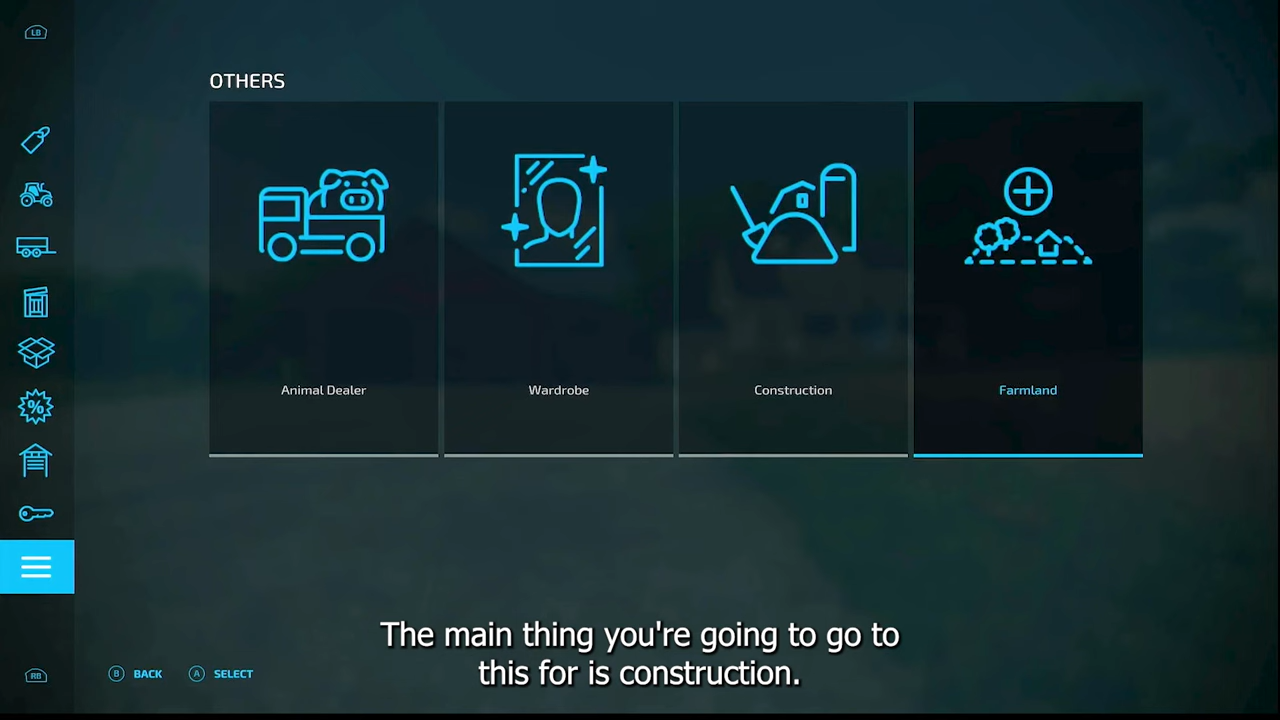 LB
OTHERS
Animal Dealer
Wardrobe
Construction
Farmland
%
The main thing you're going to go to
this for is construction.
B BACK A SELECT
RB